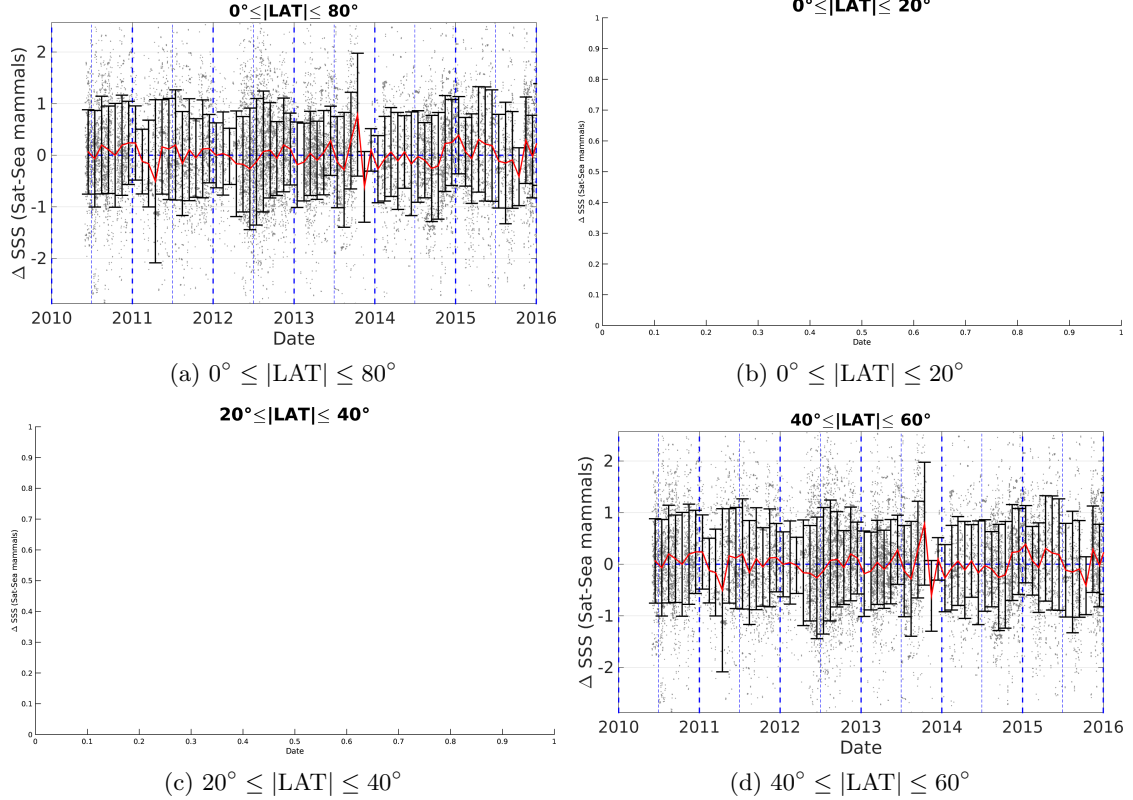 0°≤|LAT|≤ 80°
Δ SSS (Sat-Sea mammals)
2
1
0
-1
-2
2010 2011 2012 2013 2014 2015 2016
Date
(a) 0° ≤ |LAT| ≤ 80°
0°≤|LAT|≤ 20°
Δ SSS (Sat-Sea mammals)
1
0.9
0.8
0.7
0.6
0.5
0.4
0.3
0.2
0.1
0
0 0.1 0.2 0.3 0.4 0.5 0.6 0.7 0.8 0.9 1
Date
(b) 0° ≤ |LAT| ≤ 20°
20°≤|LAT|≤ 40°
Δ SSS (Sat-Sea mammals)
1
0.9
0.8
0.7
0.6
0.5
0.4
0.3
0.2
0.1
0
0 0.1 0.2 0.3 0.4 0.5 0.6 0.7 0.8 0.9 1
Date
(c) 20° ≤ |LAT| ≤ 40°
40°≤|LAT|≤ 60°
Δ SSS (Sat-Sea mammals)
2
1
0
-1
-2
2010 2011 2012 2013 2014 2015 2016
Date
(d) 40° ≤ |LAT| ≤ 60°